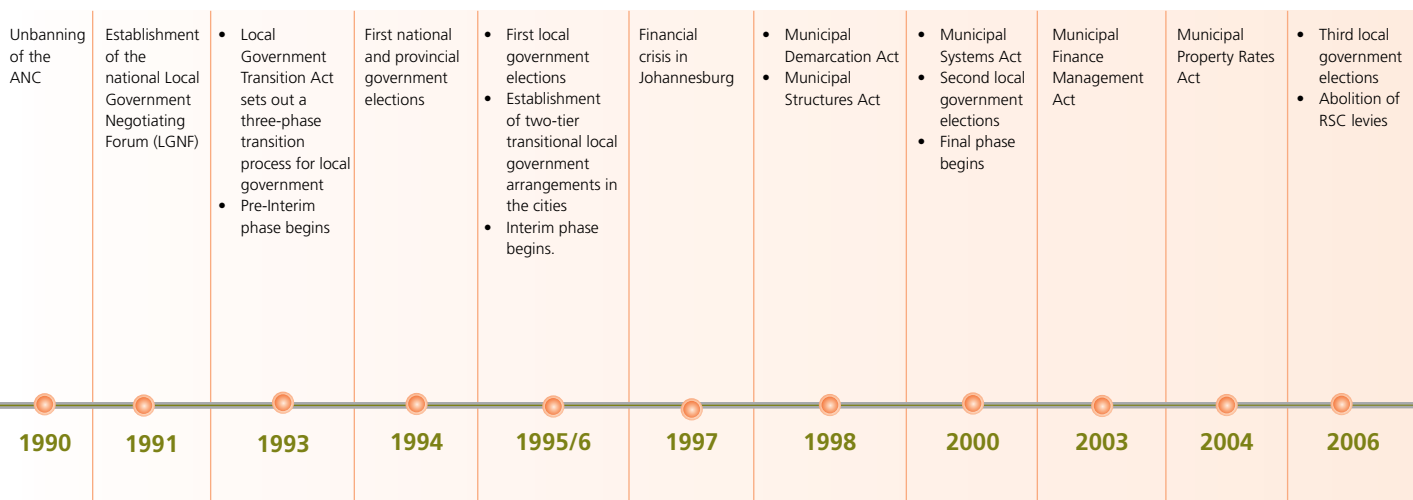 Unbanning
of the
ANC
Establishment
of the
national Local
Government
Negotiating
Forum (LGNF)
• Local
Government
Transition Act
sets out a
three-phase
transition
process for local
government
• Pre-Interim
phase begins
First national
and provincial
government
elections
• First local
government
elections
• Establishment
of two-tier
transitional local
government
arrangements in
the cities
• Interim phase
begins.
Financial
crisis in
Johannesburg
• Municipal
Demarcation Act
• Municipal
Structures Act
• Municipal
Systems Act
• Second local
government
elections
• Final phase
begins
Municipal
Finance
Management
Act
Municipal
Property Rates
Act
• Third local
government
elections
• Abolition of
RSC levies
1990
1991
1993
1994
1995/6
1997
1998
2000
2003
2004
2006